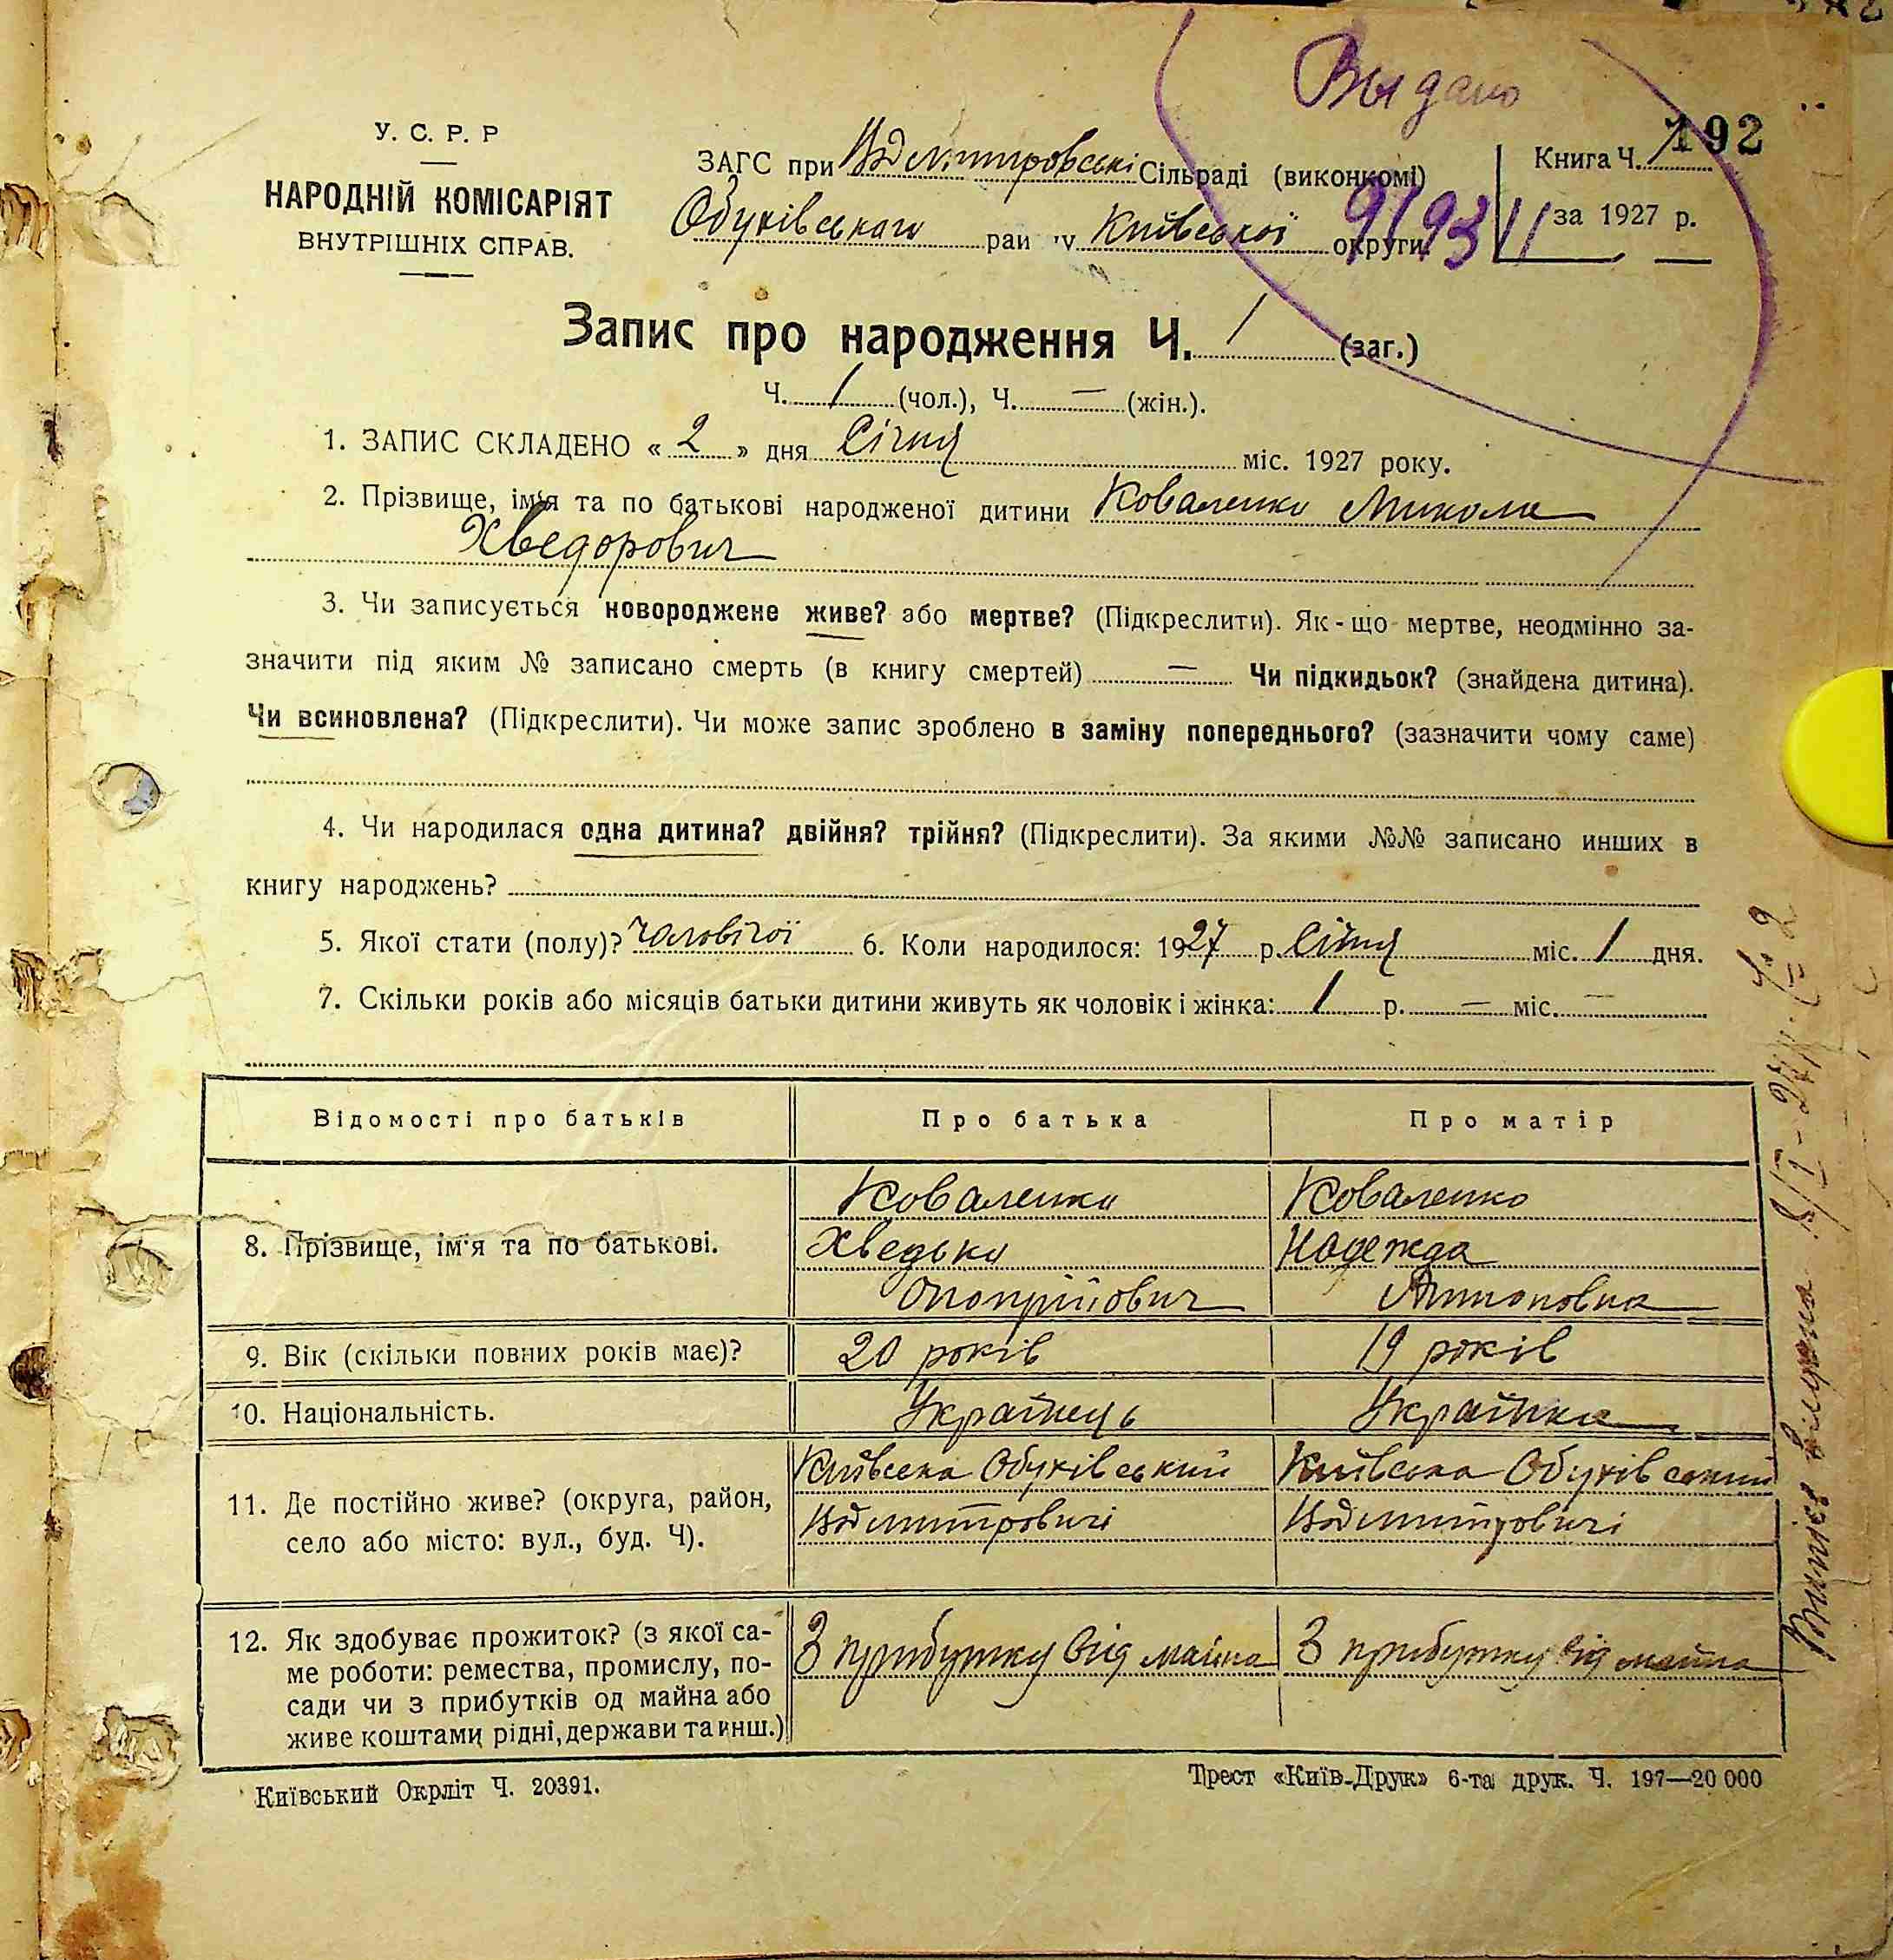 Выдано
192
У. С. Р. Р
НАРОДНІЙ КОМІСАРІЯТ
ВНУТРІШНІХ СПРАВ.
ЗАГС при Сільраді (виконкомі)
Обухівського району Київської округи
Книга Ч. 1
за 1927 р.
Запис про народження Ч. 1 (заг.)
Ч. 1 (чол.), Ч. — (жін.).
1. ЗАПИС СКЛАДЕНО « 2 » дня Січня міс. 1927 року.
2. Прізвище, ім'я та по батькові народженої дитини Коваленко Микола
Хведорович
3. Чи записується новороджене живе? або мертве? (Підкреслити). Як-що мертве, неодмінно за-
значити під яким № записано смерть (в книгу смертей) — Чи підкидьок? (знайдена дитина).
Чи всиновлена? (Підкреслити). Чи може запис зроблено в заміну попереднього? (зазначити чому саме)
4. Чи народилася одна дитина? двійня? трійня? (Підкреслити). За якими №№ записано инших в
книгу народжень?
5. Якої стати (полу)? Чоловічої 6. Коли народилося: 1927 р. Січня міс. 1 дня.
7. Скільки років або місяців батьки дитини живуть як чоловік і жінка: 1 р. — міс. —
Відомості про батьків Про батька Про матір
8. Прізвище, ім'я та по батькові.
Коваленко
Хведько
Оноприйович
Коваленко
Надежда
Антоновна
9. Вік (скільки повних років має)? 20 років 19 років
10. Національність. Українець Українка
11. Де постійно живе? (округа, район,
село або місто: вул., буд. Ч).
Київська Обухівський
Київська Обухівський
12. Як здобуває прожиток? (з якої са-
ме роботи: ремества, промислу, по-
сади чи з прибутків од майна або
живе коштами рідні, держави та инш.)
З прибутку від майна
З прибутку від майна
Київський Окрліт Ч. 20391.
Трест «Київ-Друк» 6-та друк. Ч. 197—20 000